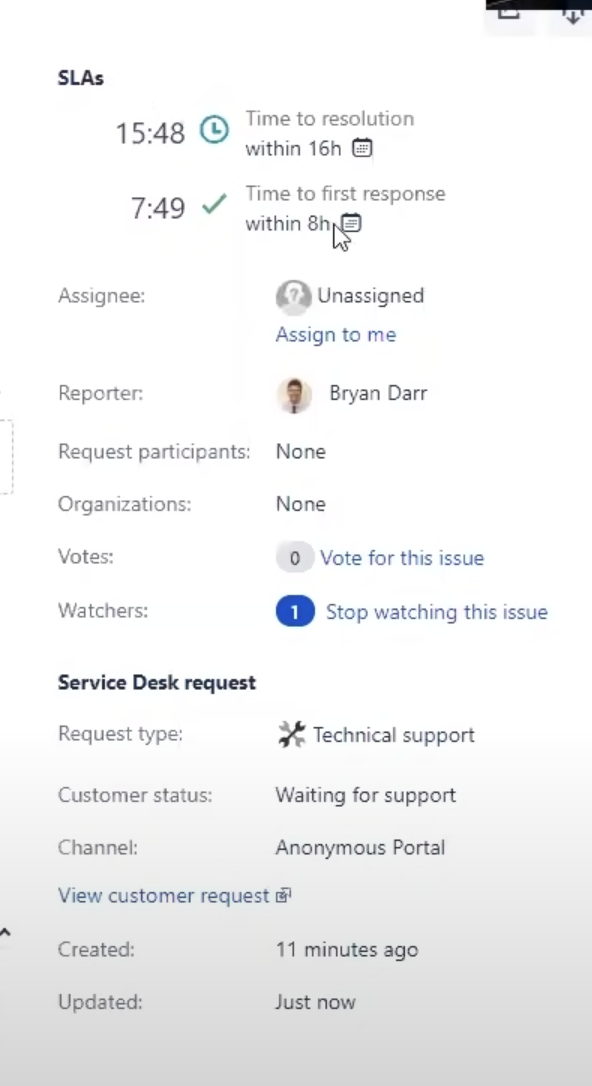 SLAs
15:48 Time to resolution
within 16h
7:49 Time to first response
within 8h
Assignee: Unassigned
Assign to me
Reporter: Bryan Darr
Request participants: None
Organizations: None
Votes: 0 Vote for this issue
Watchers: 1 Stop watching this issue
Service Desk request
Request type: Technical support
Customer status: Waiting for support
Channel: Anonymous Portal
View customer request
Created: 11 minutes ago
Updated: Just now